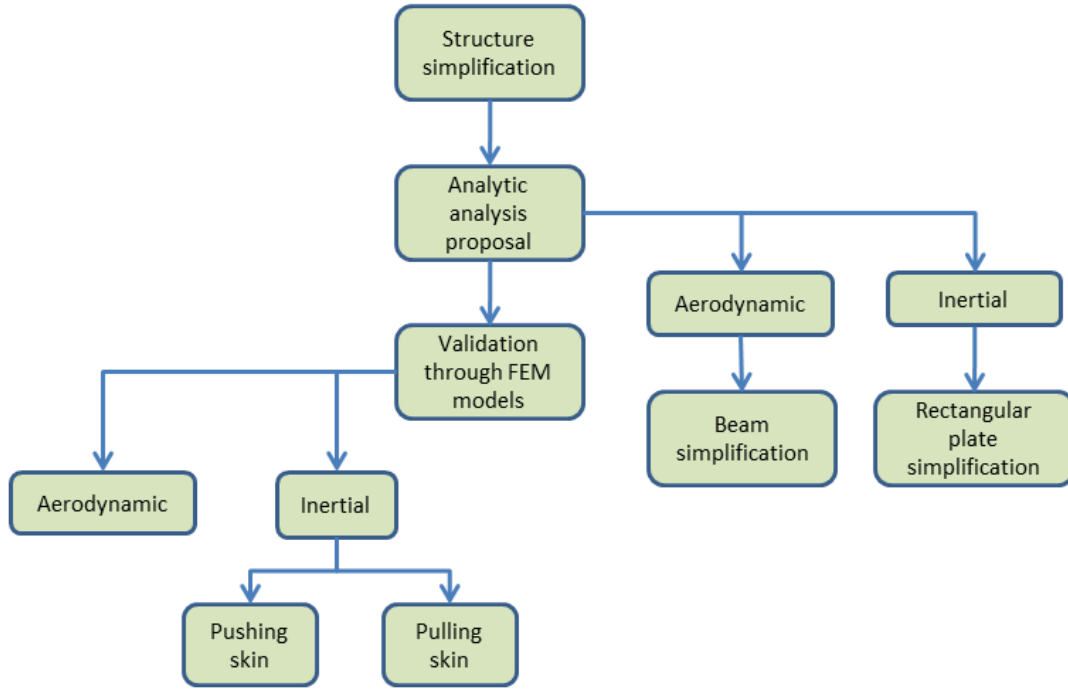 Structure
simplification
Analytic
analysis
proposal
Aerodynamic
Inertial
Validation
through FEM
models
Beam
simplification
Rectangular
plate
simplification
Aerodynamic
Inertial
Pushing
skin
Pulling
skin